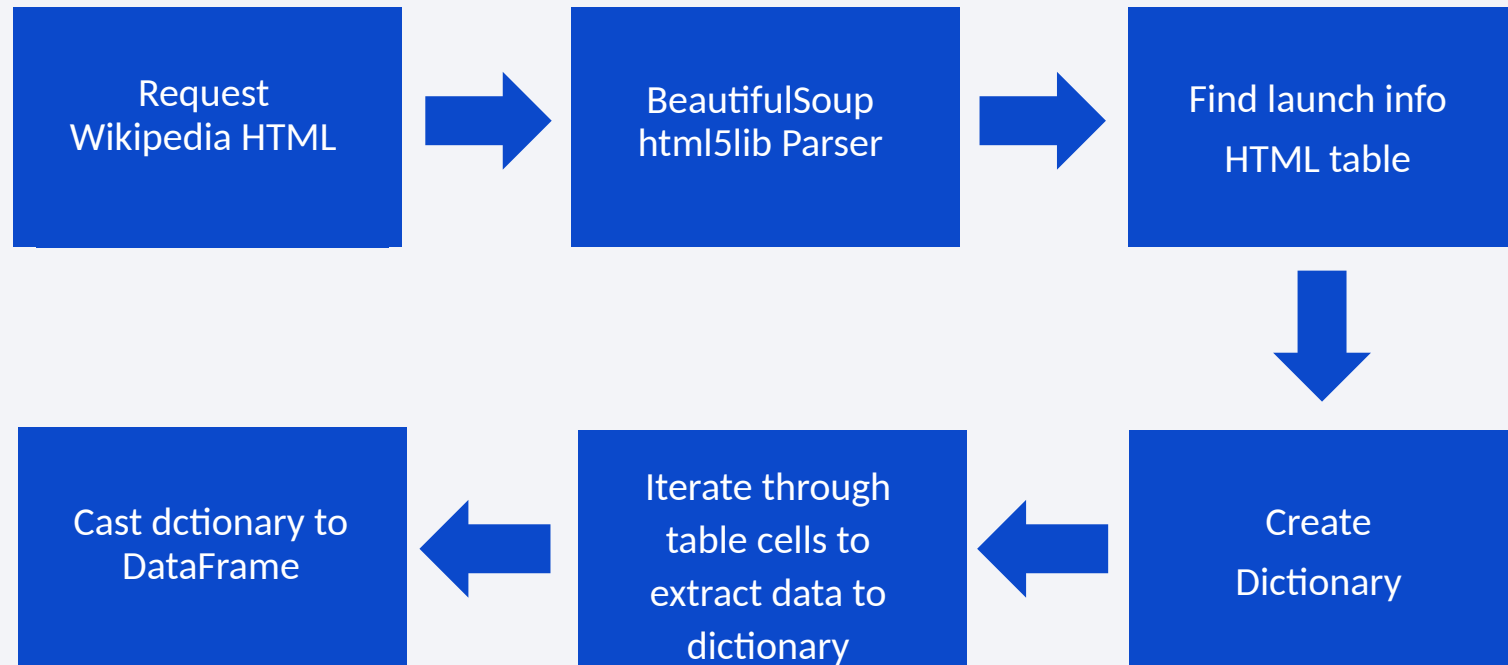 Request
Wikipedia HTML
BeautifulSoup
html5lib Parser
Find launch info
HTML table
Create
Dictionary
Iterate through
table cells to
extract data to
dictionary
Cast dctionary to
DataFrame